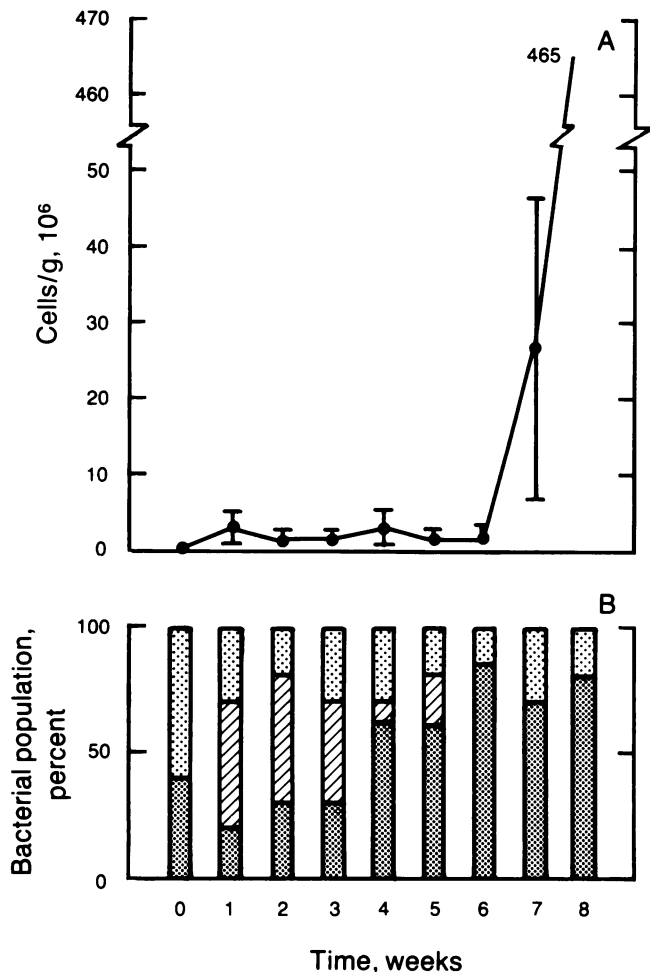 470
A
465
460
50
40
30
20
10
0
Cells/g, 10⁶
B
100
50
0
Bacterial population,
percent
0 1 2 3 4 5 6 7 8
Time, weeks